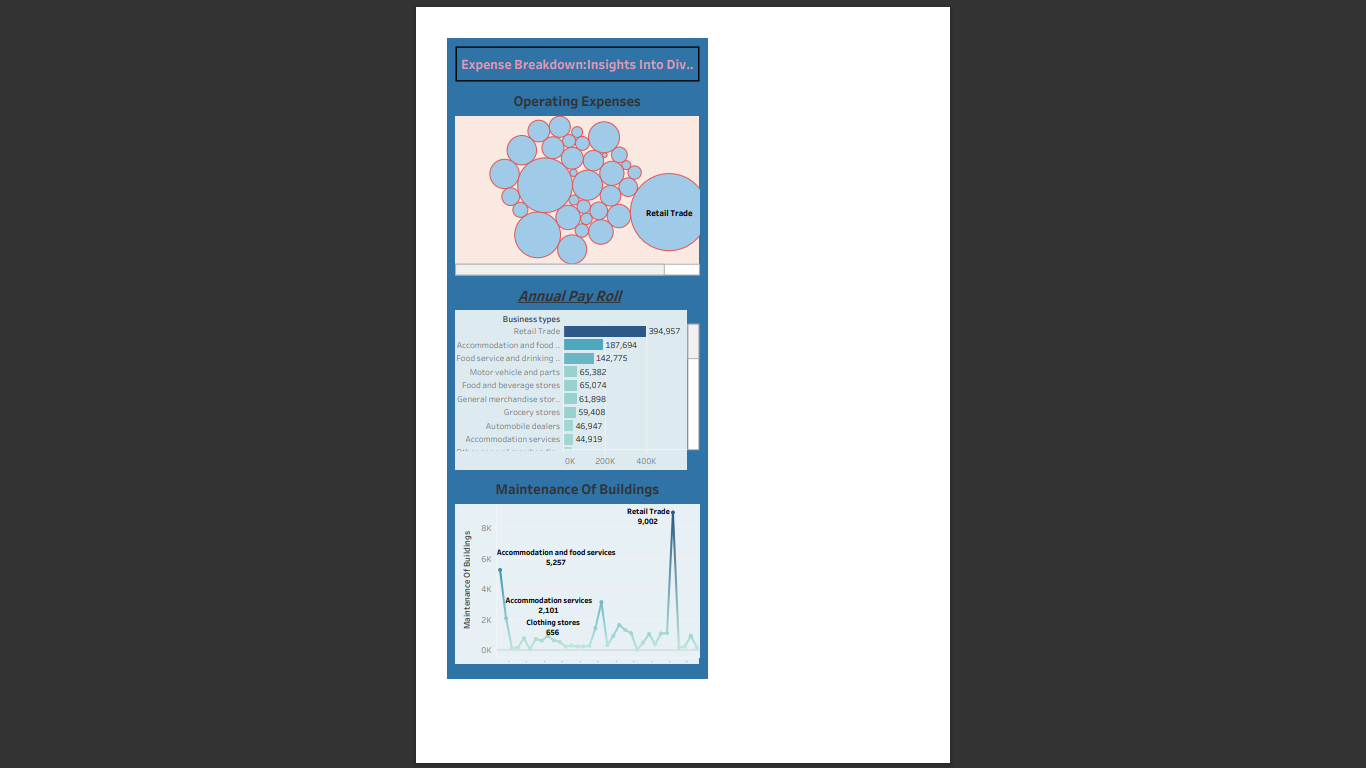 Expense Breakdown:Insights Into Div..
Operating Expenses
Retail Trade
Annual Pay Roll
Business types
Retail Trade 394,957
Accommodation and food .. 187,694
Food service and drinking .. 142,775
Motor vehicle and parts 65,382
Food and beverage stores 65,074
General merchandise stor.. 61,898
Grocery stores 59,408
Automobile dealers 46,947
Accommodation services 44,919
0K 200K 400K
Maintenance Of Buildings
Maintenance Of Buildings
8K
6K
4K
2K
0K
Retail Trade
9,002
Accommodation and food services
5,257
Accommodation services
2,101
Clothing stores
656